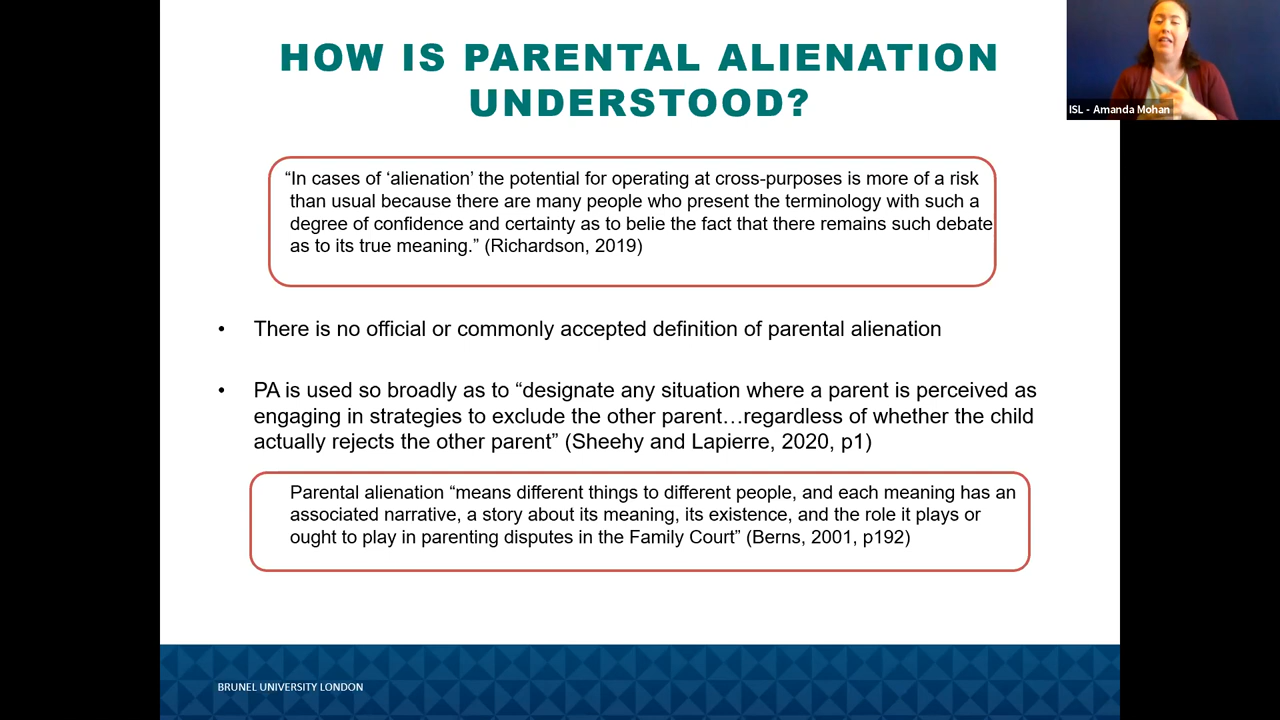 HOW IS PARENTAL ALIENATION
UNDERSTOOD?
ISL - Amanda Mohan
“In cases of ‘alienation’ the potential for operating at cross-purposes is more of a risk
than usual because there are many people who present the terminology with such a
degree of confidence and certainty as to belie the fact that there remains such debate
as to its true meaning.” (Richardson, 2019)
• There is no official or commonly accepted definition of parental alienation
• PA is used so broadly as to “designate any situation where a parent is perceived as
engaging in strategies to exclude the other parent…regardless of whether the child
actually rejects the other parent” (Sheehy and Lapierre, 2020, p1)
Parental alienation “means different things to different people, and each meaning has an
associated narrative, a story about its meaning, its existence, and the role it plays or
ought to play in parenting disputes in the Family Court” (Berns, 2001, p192)
BRUNEL UNIVERSITY LONDON